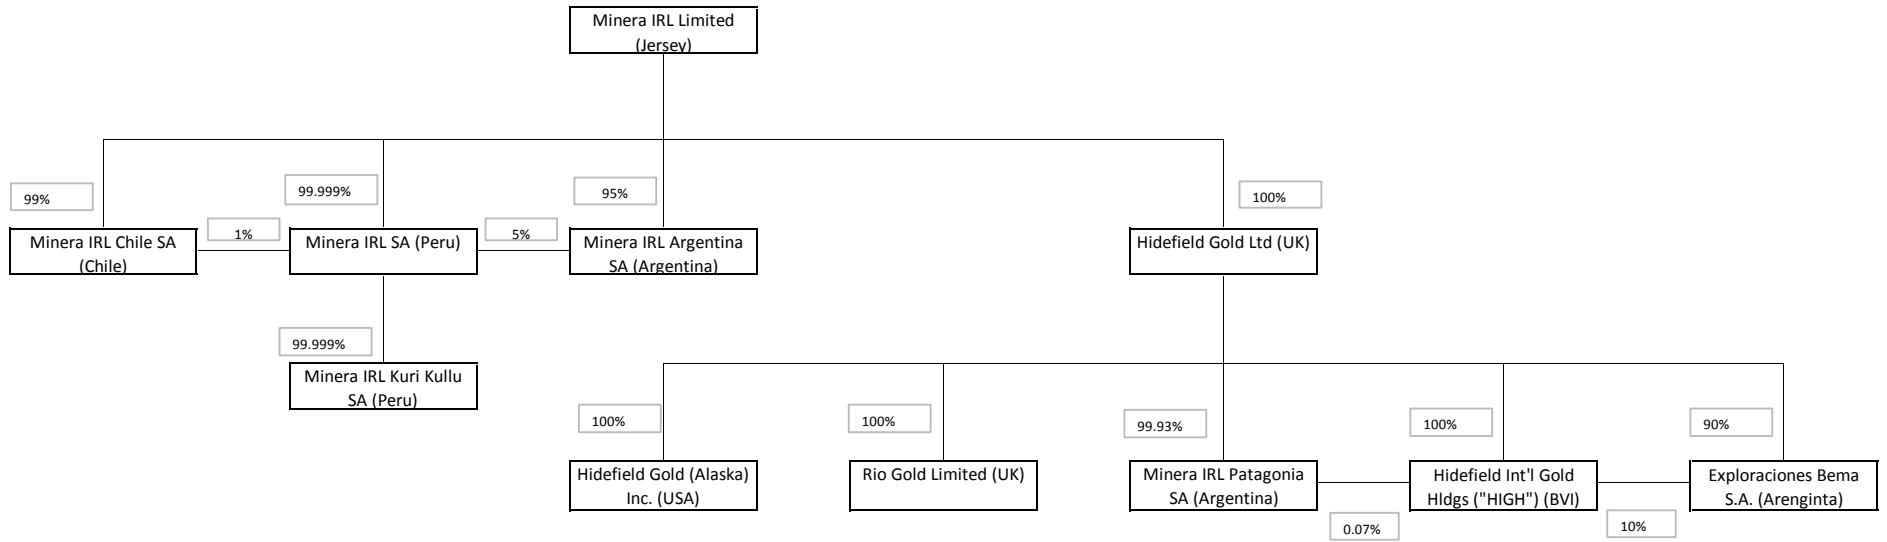 Minera IRL Limited
(Jersey)
99%
99.999%
95%
100%
1%
5%
Minera IRL Chile SA
(Chile)
Minera IRL SA (Peru)
Minera IRL Argentina
SA (Argentina)
Hidefield Gold Ltd (UK)
99.999%
Minera IRL Kuri Kullu
SA (Peru)
100%
100%
99.93%
100%
90%
Hidefield Gold (Alaska)
Inc. (USA)
Rio Gold Limited (UK)
Minera IRL Patagonia
SA (Argentina)
Hidefield Int'l Gold
Hldgs ("HIGH") (BVI)
Exploraciones Bema
S.A. (Arenginta)
0.07%
10%